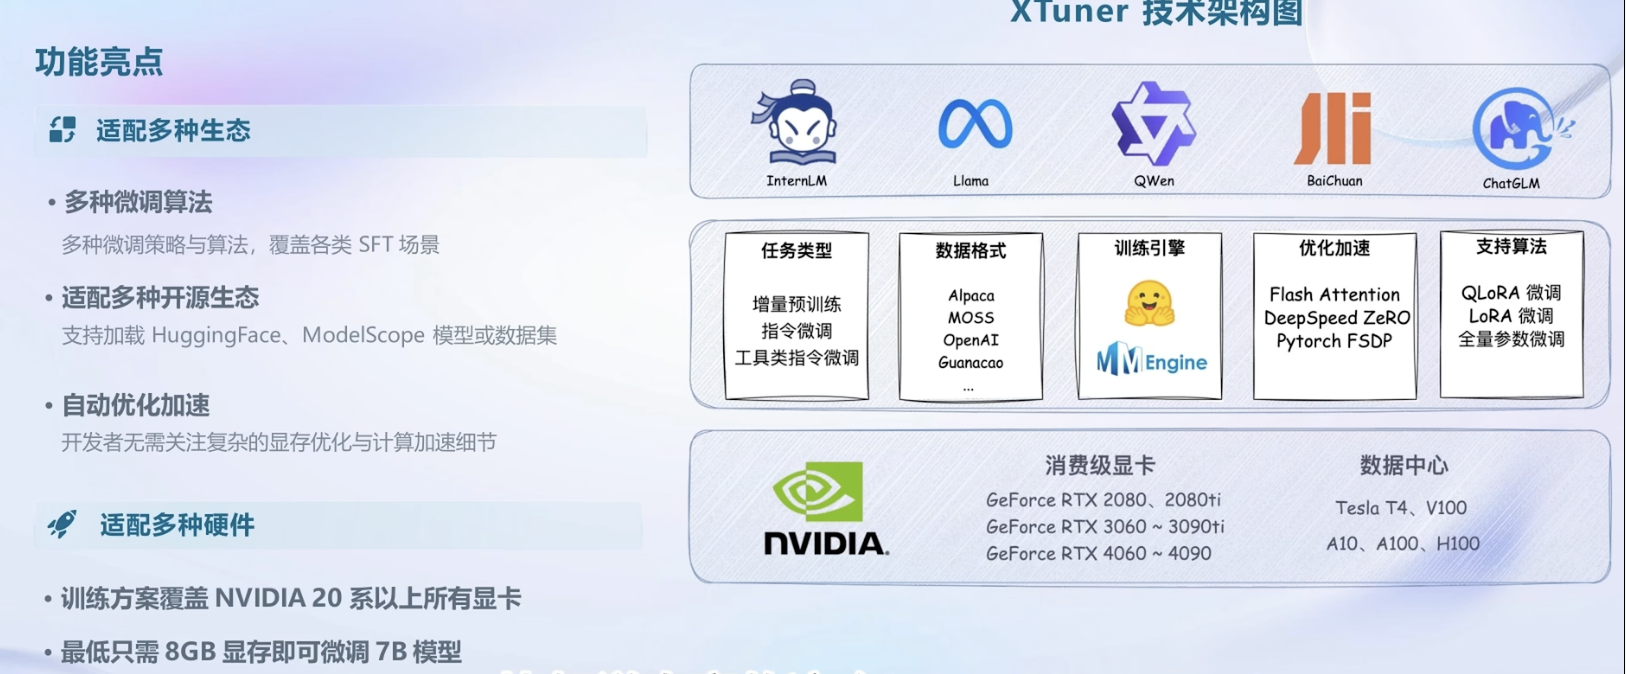 XTuner 技术架构图
功能亮点
适配多种生态
• 多种微调算法
多种微调策略与算法，覆盖各类 SFT 场景
• 适配多种开源生态
支持加载 HuggingFace、ModelScope 模型或数据集
• 自动优化加速
开发者无需关注复杂的显存优化与计算加速细节
适配多种硬件
• 训练方案覆盖 NVIDIA 20 系以上所有显卡
• 最低只需 8GB 显存即可微调 7B 模型
InternLM
Llama
QWen
BaiChuan
ChatGLM
任务类型
增量预训练
指令微调
工具类指令微调
数据格式
Alpaca
MOSS
OpenAI
Guanacao
...
训练引擎
MMEngine
优化加速
Flash Attention
DeepSpeed ZeRO
Pytorch FSDP
支持算法
QLoRA 微调
LoRA 微调
全量参数微调
NVIDIA.
消费级显卡
GeForce RTX 2080、2080ti
GeForce RTX 3060 ~ 3090ti
GeForce RTX 4060 ~ 4090
数据中心
Tesla T4、V100
A10、A100、H100